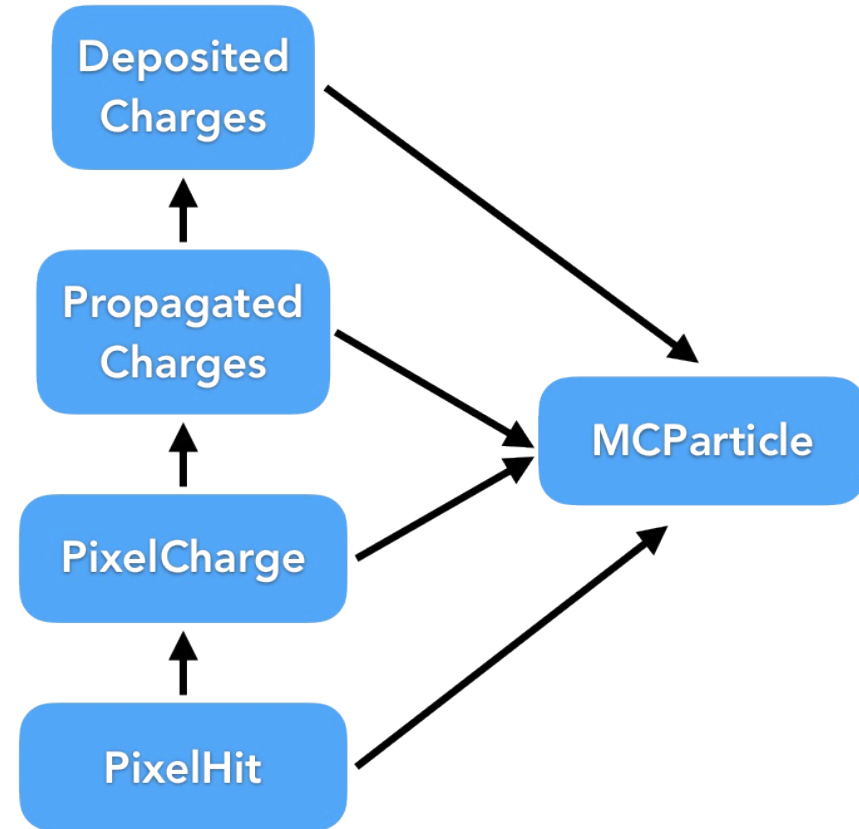 Deposited
Charges
Propagated
Charges
MCParticle
PixelCharge
PixelHit